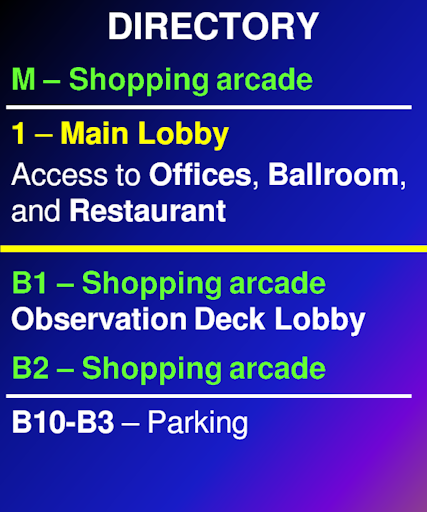 DIRECTORY
M – Shopping arcade
1 – Main Lobby
Access to Offices, Ballroom,
and Restaurant
B1 – Shopping arcade
Observation Deck Lobby
B2 – Shopping arcade
B10-B3 – Parking